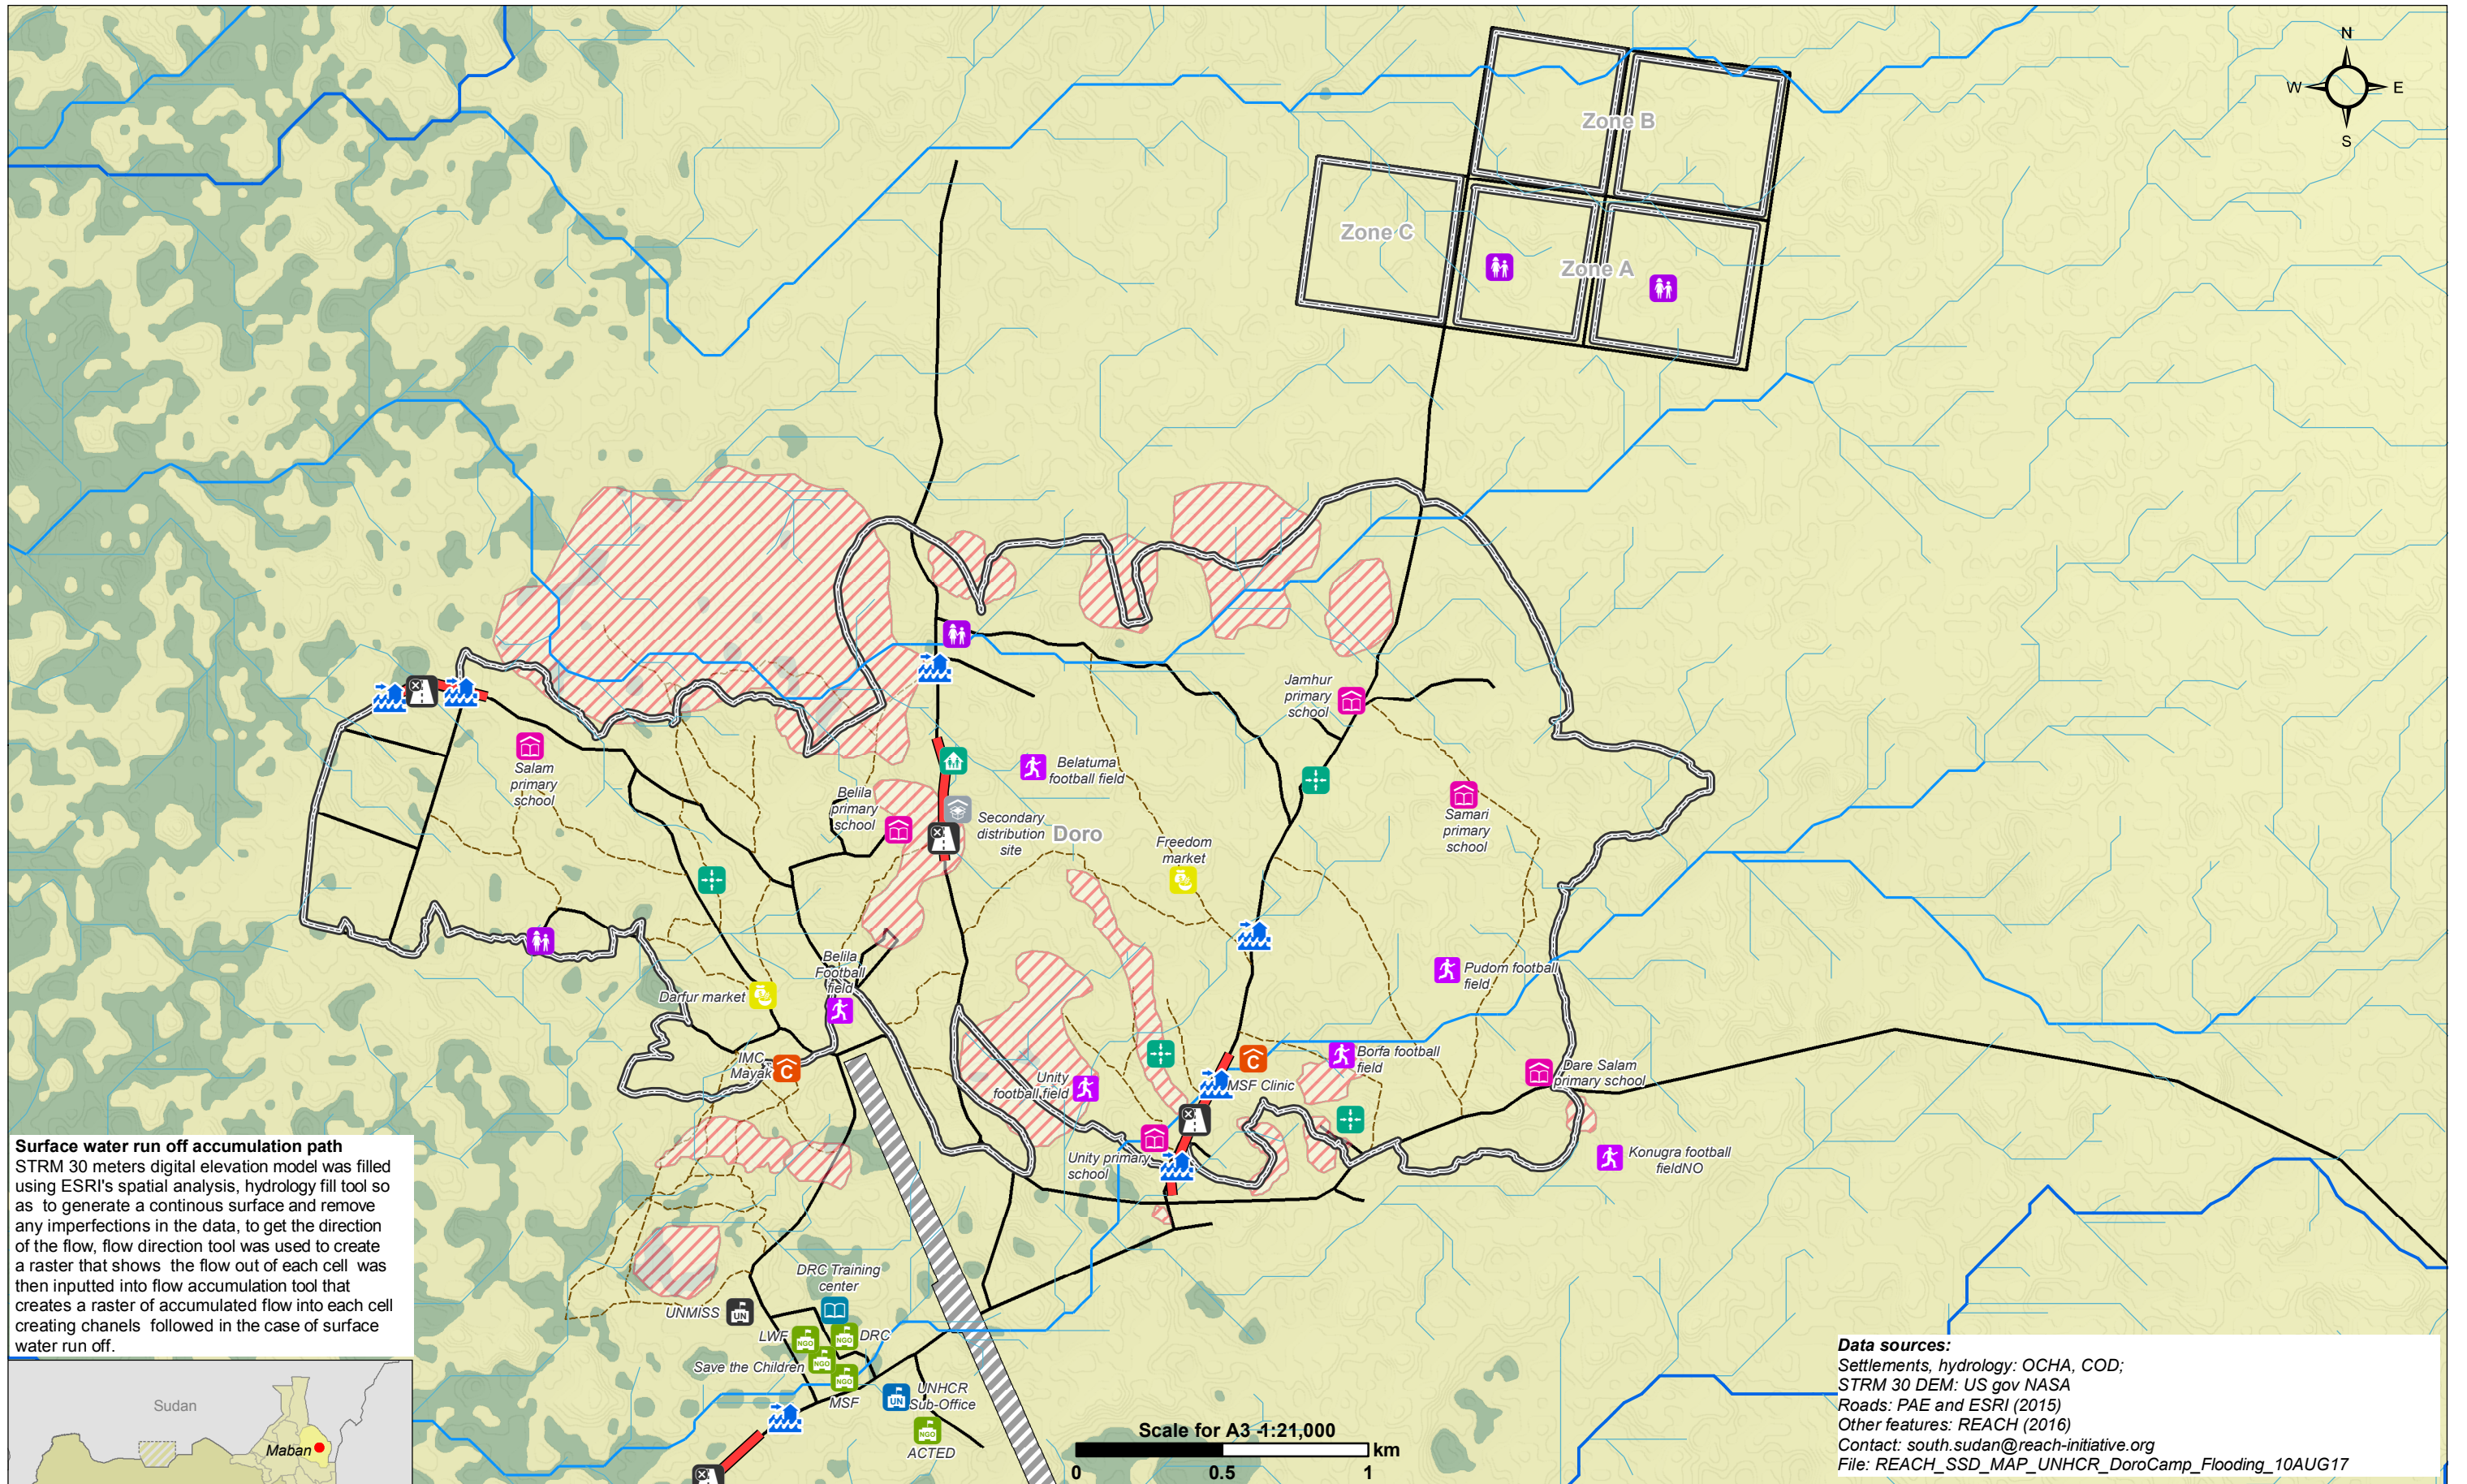 N
W
E
S
Zone B
Zone C
Zone A
Jamhur
primary
school
Salam
primary
school
Belatuma
football field
Belila
primary
school
Secondary
distribution
site
Doro
Samari
primary
school
Freedom
market
Belila
Football
field
Pudom football
field
Darfur market
IMC
Mayak
C
Unity
football field
C
MSF Clinic
Borfa football
field
Dare Salam
primary school
Unity primary
school
Konugra football
fieldNO
Surface water run off accumulation path
STRM 30 meters digital elevation model was filled
using ESRI's spatial analysis, hydrology fill tool so
as to generate a continous surface and remove
any imperfections in the data, to get the direction
of the flow, flow direction tool was used to create
a raster that shows the flow out of each cell was
then inputted into flow accumulation tool that
creates a raster of accumulated flow into each cell
creating chanels followed in the case of surface
water run off.
DRC Training
center
UNMISS
UN
LWF
NGO
NGO
DRC
Save the Children
NGO
NGO
MSF
UN
UNHCR
Sub-Office
NGO
ACTED
Sudan
Maban
Scale for A3 -1:21,000
km
0
0.5
1
Data sources:
Settlements, hydrology: OCHA, COD;
STRM 30 DEM: US gov NASA
Roads: PAE and ESRI (2015)
Other features: REACH (2016)
Contact: south.sudan@reach-initiative.org
File: REACH_SSD_MAP_UNHCR_DoroCamp_Flooding_10AUG17